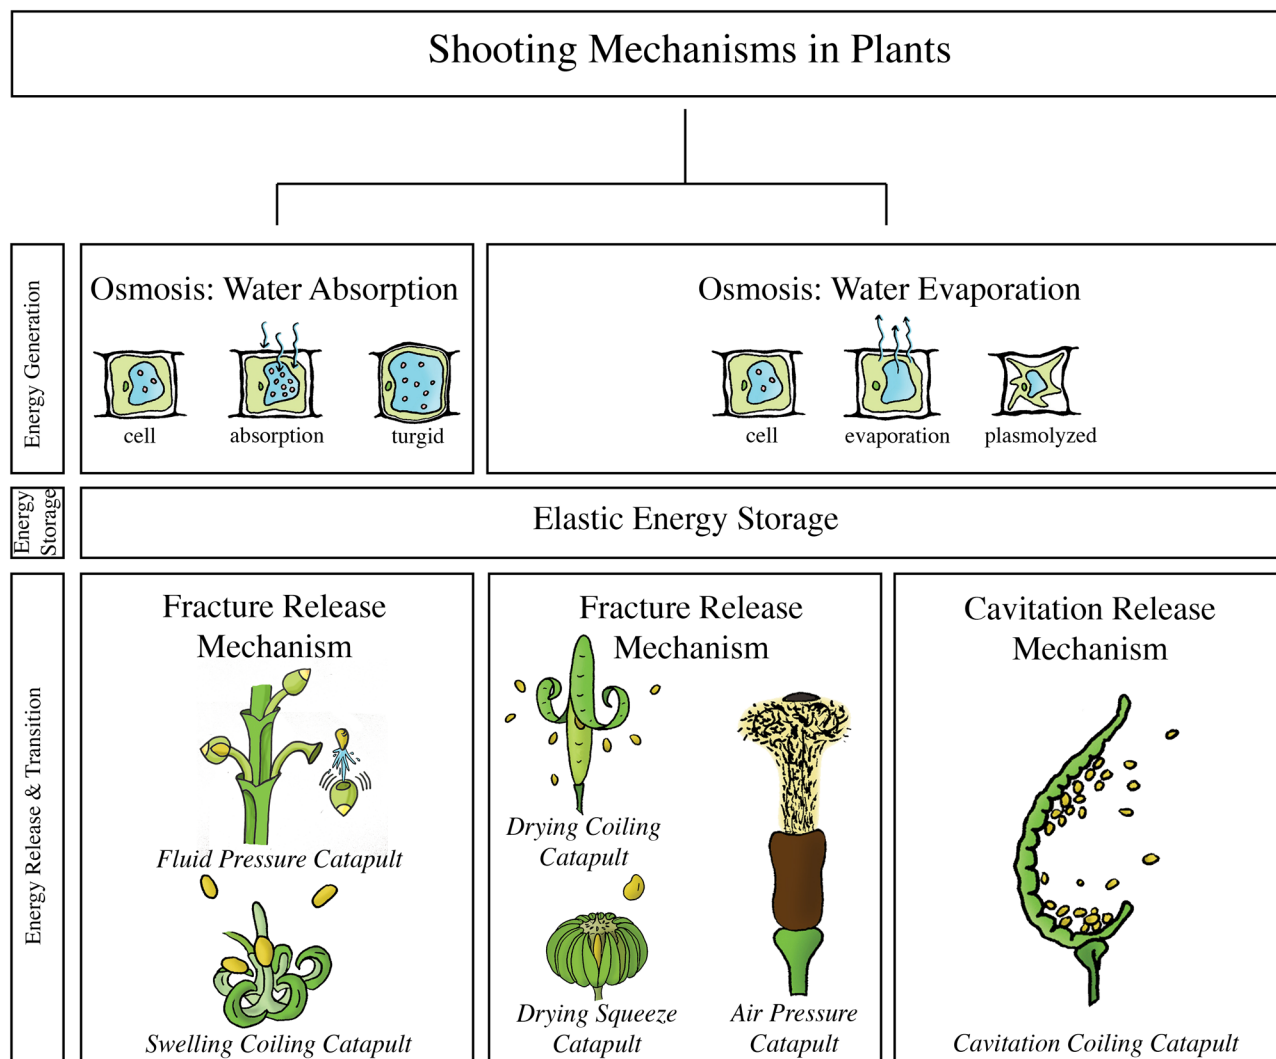 Shooting Mechanisms in Plants
Energy Generation
Osmosis: Water Absorption
cell
absorption
turgid
Osmosis: Water Evaporation
cell
evaporation
plasmolyzed
Energy
Storage
Elastic Energy Storage
Energy Release & Transition
Fracture Release
Mechanism
Fluid Pressure Catapult
Swelling Coiling Catapult
Fracture Release
Mechanism
Drying Coiling
Catapult
Drying Squeeze
Catapult
Air Pressure
Catapult
Cavitation Release
Mechanism
Cavitation Coiling Catapult